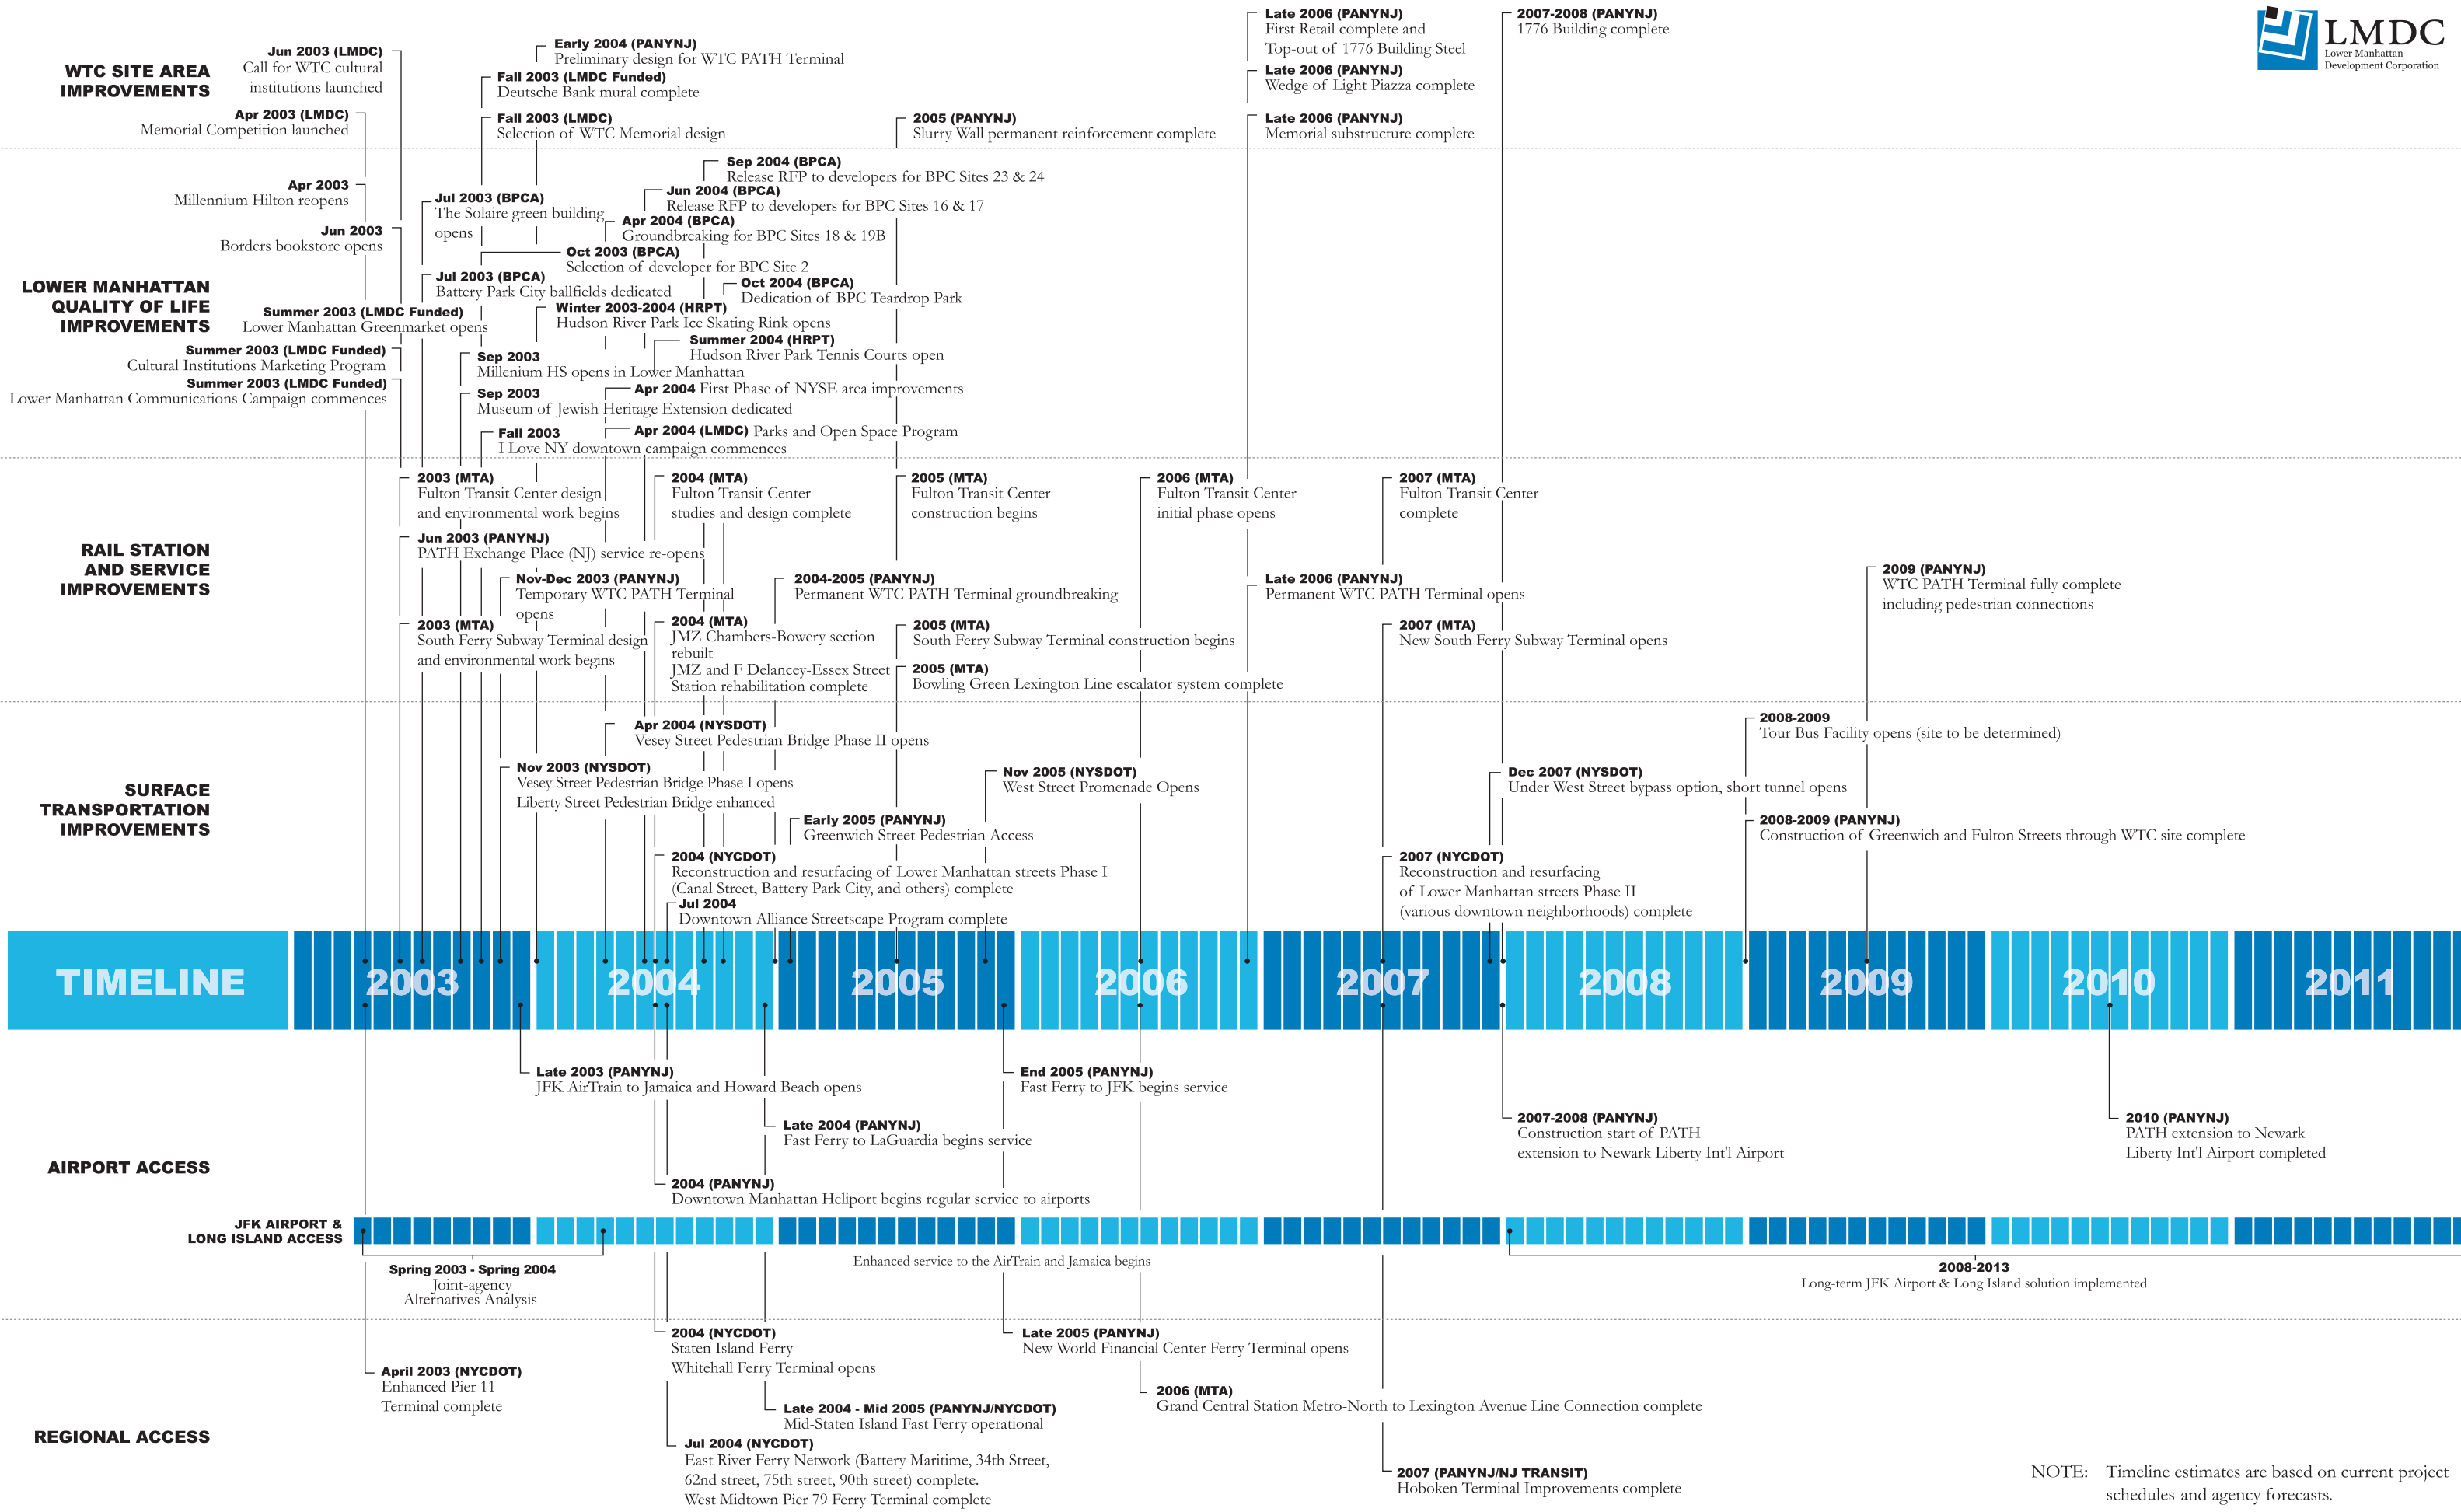 LMDC
Lower Manhattan
Development Corporation
WTC SITE AREA
IMPROVEMENTS
Jun 2003 (LMDC)
Call for WTC cultural
institutions launched
Apr 2003 (LMDC)
Memorial Competition launched
Early 2004 (PANYNJ)
Preliminary design for WTC PATH Terminal
Fall 2003 (LMDC Funded)
Deutsche Bank mural complete
Fall 2003 (LMDC)
Selection of WTC Memorial design
2005 (PANYNJ)
Slurry Wall permanent reinforcement complete
Late 2006 (PANYNJ)
First Retail complete and
Top-out of 1776 Building Steel
Late 2006 (PANYNJ)
Wedge of Light Piazza complete
Late 2006 (PANYNJ)
Memorial substructure complete
2007-2008 (PANYNJ)
1776 Building complete
LOWER MANHATTAN
QUALITY OF LIFE
IMPROVEMENTS
Apr 2003
Millennium Hilton reopens
Jun 2003
Borders bookstore opens
Summer 2003 (LMDC Funded)
Lower Manhattan Greenmarket opens
Summer 2003 (LMDC Funded)
Cultural Institutions Marketing Program
Summer 2003 (LMDC Funded)
Lower Manhattan Communications Campaign commences
Sep 2004 (BPCA)
Release RFP to developers for BPC Sites 23 & 24
Jun 2004 (BPCA)
Release RFP to developers for BPC Sites 16 & 17
Jul 2003 (BPCA)
The Solaire green building
opens
Apr 2004 (BPCA)
Groundbreaking for BPC Sites 18 & 19B
Oct 2003 (BPCA)
Selection of developer for BPC Site 2
Jul 2003 (BPCA)
Battery Park City ballfields dedicated
Oct 2004 (BPCA)
Dedication of BPC Teardrop Park
Winter 2003-2004 (HRPT)
Hudson River Park Ice Skating Rink opens
Summer 2004 (HRPT)
Hudson River Park Tennis Courts open
Sep 2003
Millenium HS opens in Lower Manhattan
Apr 2004 First Phase of NYSE area improvements
Sep 2003
Museum of Jewish Heritage Extension dedicated
Apr 2004 (LMDC) Parks and Open Space Program
Fall 2003
I Love NY downtown campaign commences
RAIL STATION
AND SERVICE
IMPROVEMENTS
2003 (MTA)
Fulton Transit Center design
and environmental work begins
Jun 2003 (PANYNJ)
PATH Exchange Place (NJ) service re-opens
Nov-Dec 2003 (PANYNJ)
Temporary WTC PATH Terminal
opens
2003 (MTA)
South Ferry Subway Terminal design
and environmental work begins
2004 (MTA)
Fulton Transit Center
studies and design complete
2004-2005 (PANYNJ)
Permanent WTC PATH Terminal groundbreaking
2004 (MTA)
JMZ Chambers-Bowery section
rebuilt
JMZ and F Delancey-Essex Street
Station rehabilitation complete
2005 (MTA)
Fulton Transit Center
construction begins
2005 (MTA)
South Ferry Subway Terminal construction begins
2005 (MTA)
Bowling Green Lexington Line escalator system complete
2006 (MTA)
Fulton Transit Center
initial phase opens
Late 2006 (PANYNJ)
Permanent WTC PATH Terminal opens
2007 (MTA)
Fulton Transit Center
complete
2007 (MTA)
New South Ferry Subway Terminal opens
2009 (PANYNJ)
WTC PATH Terminal fully complete
including pedestrian connections
SURFACE
TRANSPORTATION
IMPROVEMENTS
Apr 2004 (NYSDOT)
Vesey Street Pedestrian Bridge Phase II opens
Nov 2003 (NYSDOT)
Vesey Street Pedestrian Bridge Phase I opens
Liberty Street Pedestrian Bridge enhanced
Early 2005 (PANYNJ)
Greenwich Street Pedestrian Access
2004 (NYCDOT)
Reconstruction and resurfacing of Lower Manhattan streets Phase I
(Canal Street, Battery Park City, and others) complete
Jul 2004
Downtown Alliance Streetscape Program complete
Nov 2005 (NYSDOT)
West Street Promenade Opens
Dec 2007 (NYSDOT)
Under West Street bypass option, short tunnel opens
2007 (NYCDOT)
Reconstruction and resurfacing
of Lower Manhattan streets Phase II
(various downtown neighborhoods) complete
2008-2009
Tour Bus Facility opens (site to be determined)
2008-2009 (PANYNJ)
Construction of Greenwich and Fulton Streets through WTC site complete
TIMELINE
2003
2004
2005
2006
2007
2008
2009
2010
2011
AIRPORT ACCESS
Late 2003 (PANYNJ)
JFK AirTrain to Jamaica and Howard Beach opens
Late 2004 (PANYNJ)
Fast Ferry to LaGuardia begins service
2004 (PANYNJ)
Downtown Manhattan Heliport begins regular service to airports
End 2005 (PANYNJ)
Fast Ferry to JFK begins service
2007-2008 (PANYNJ)
Construction start of PATH
extension to Newark Liberty Int'l Airport
2010 (PANYNJ)
PATH extension to Newark
Liberty Int'l Airport completed
JFK AIRPORT &
LONG ISLAND ACCESS
Spring 2003 - Spring 2004
Joint-agency
Alternatives Analysis
Enhanced service to the AirTrain and Jamaica begins
2008-2013
Long-term JFK Airport & Long Island solution implemented
REGIONAL ACCESS
April 2003 (NYCDOT)
Enhanced Pier 11
Terminal complete
2004 (NYCDOT)
Staten Island Ferry
Whitehall Ferry Terminal opens
Late 2004 - Mid 2005 (PANYNJ/NYCDOT)
Mid-Staten Island Fast Ferry operational
Jul 2004 (NYCDOT)
East River Ferry Network (Battery Maritime, 34th Street,
62nd street, 75th street, 90th street) complete.
West Midtown Pier 79 Ferry Terminal complete
Late 2005 (PANYNJ)
New World Financial Center Ferry Terminal opens
2006 (MTA)
Grand Central Station Metro-North to Lexington Avenue Line Connection complete
2007 (PANYNJ/NJ TRANSIT)
Hoboken Terminal Improvements complete
NOTE: Timeline estimates are based on current project
schedules and agency forecasts.